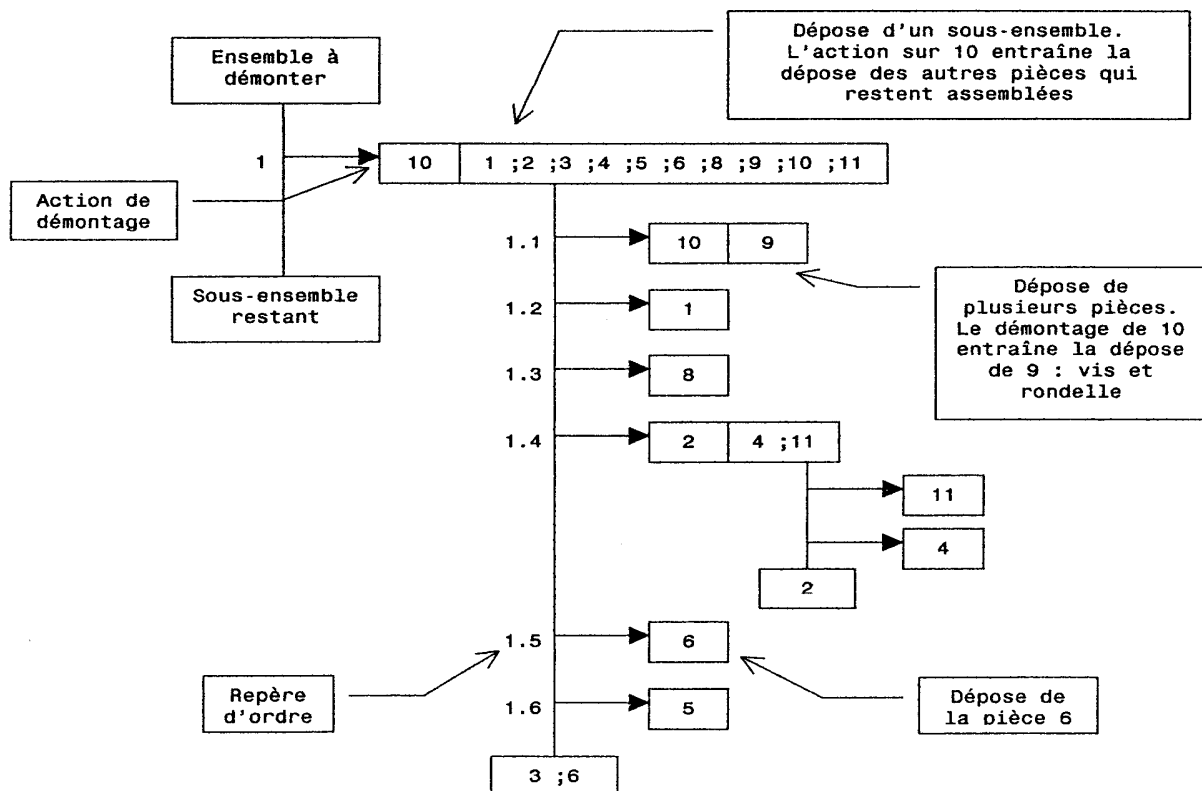 Ensemble à
démonter
Dépose d'un sous-ensemble.
L'action sur 10 entraîne la
dépose des autres pièces qui
restent assemblées
1
10
1 ;2 ;3 ;4 ;5 ;6 ;8 ;9 ;10 ;11
Action de
démontage
1.1
10
9
Sous-ensemble
restant
1.2
1
Dépose de
plusieurs pièces.
Le démontage de 10
entraîne la dépose
de 9 : vis et
rondelle
1.3
8
1.4
2
4 ;11
11
4
2
1.5
6
Repère
d'ordre
1.6
5
Dépose de
la pièce 6
3 ;6